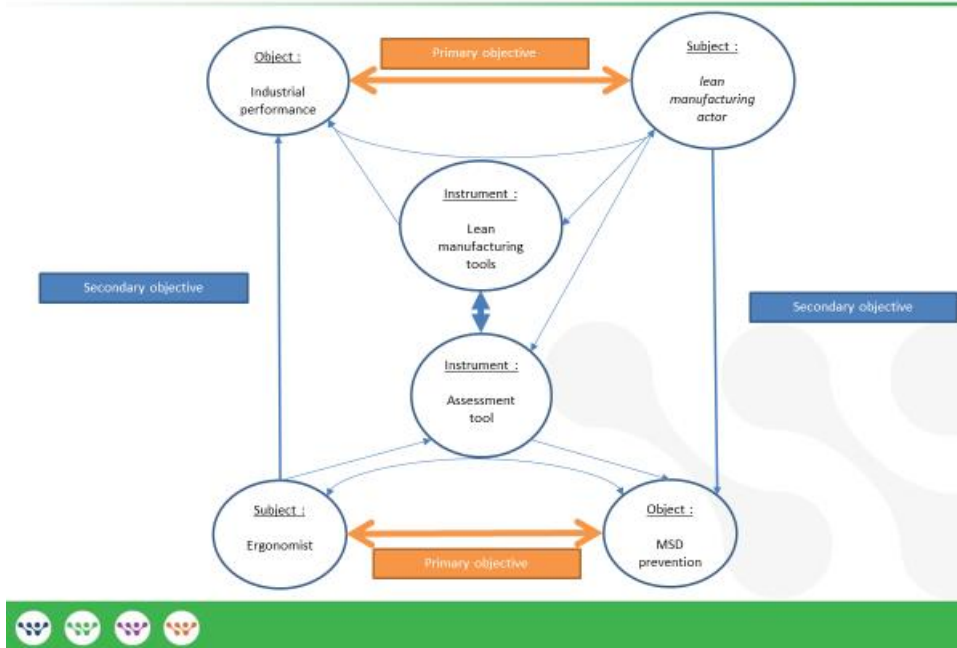 Primary objective
Object :
Industrial
performance
Subject :
lean
manufacturing
actor
Instrument :
Lean
manufacturing
tools
Secondary objective
Secondary objective
Instrument :
Assessment
tool
Subject :
Ergonomist
Object :
MSD
prevention
Primary objective